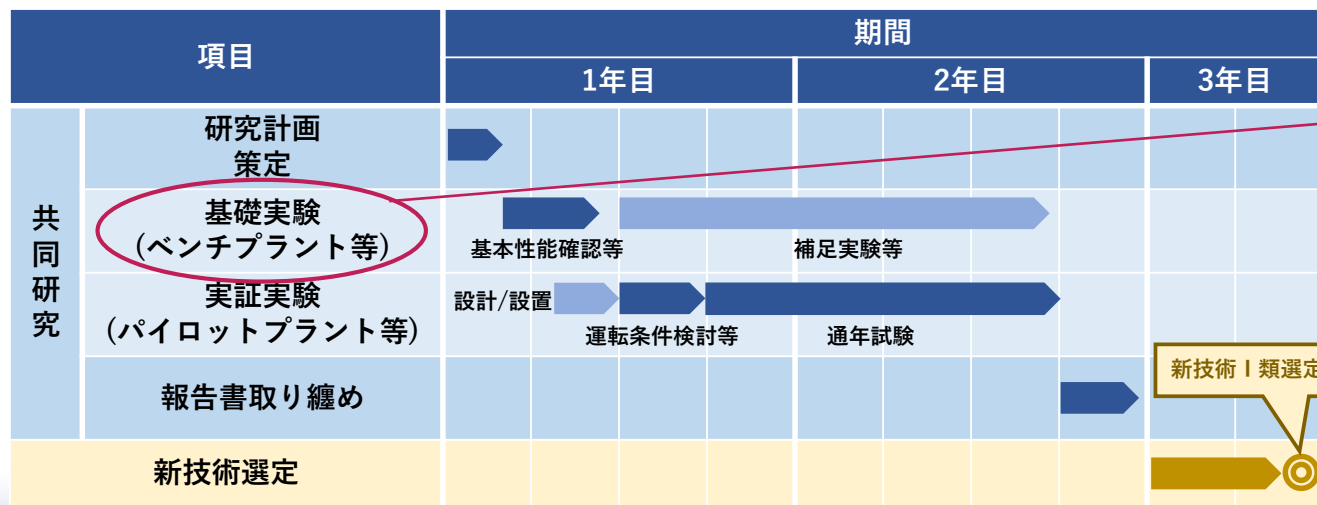 項目
期間
1年目
2年目
3年目
共同研究
研究計画
策定
基礎実験
(ベンチプラント等)
基本性能確認等
補足実験等
実証実験
(パイロットプラント等)
設計/設置
運転条件検討等
通年試験
報告書取り纏め
新技術Ⅰ類選定
新技術選定